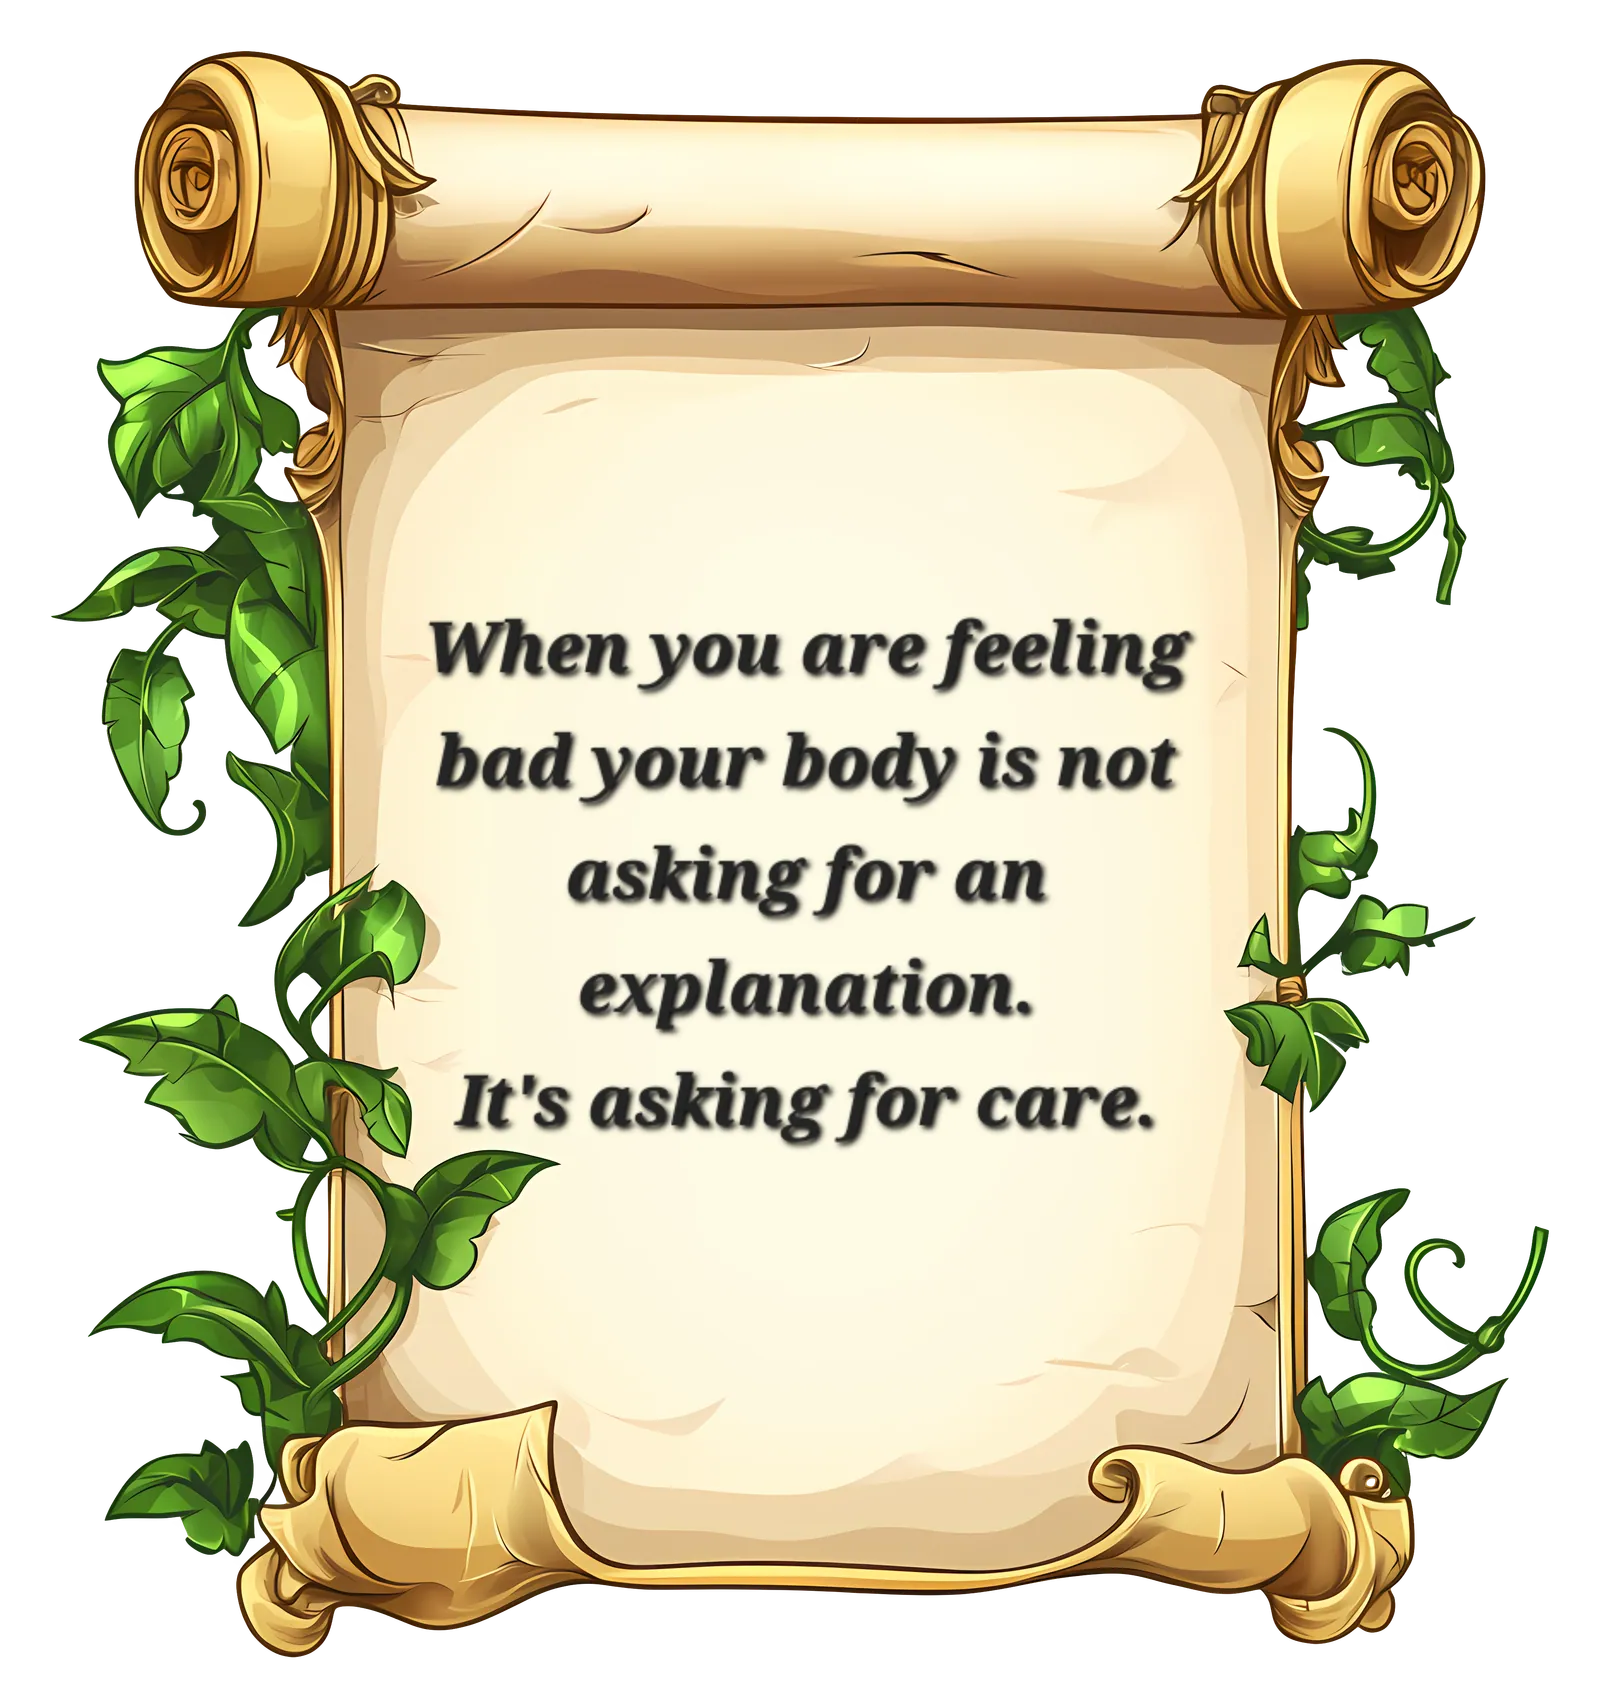 When you are feeling
bad your body is not
asking for an
explanation.
It's asking for care.